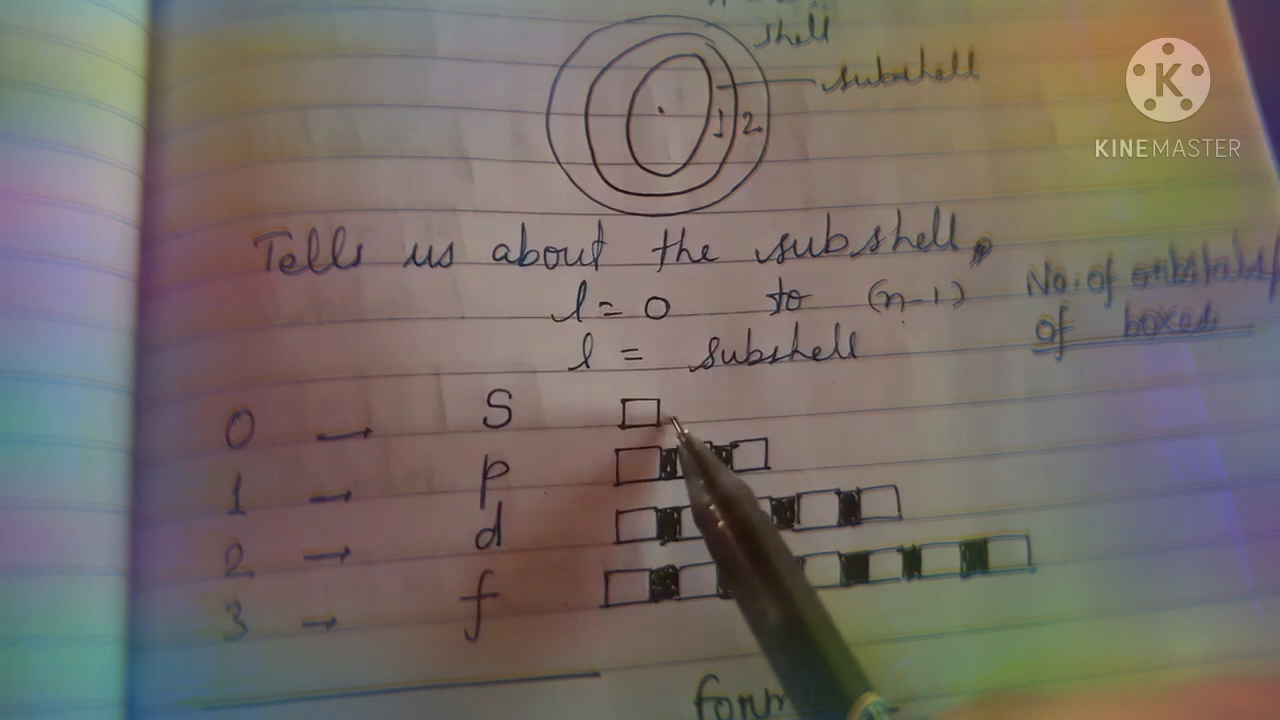 shell
subshell
1 2
K
KINEMASTER
Tells us about the subshell,
l = 0 to (n-1)
No. of orbitals/
of boxes
l = subshell
0 → S
1 → p
2 → d
3 → f